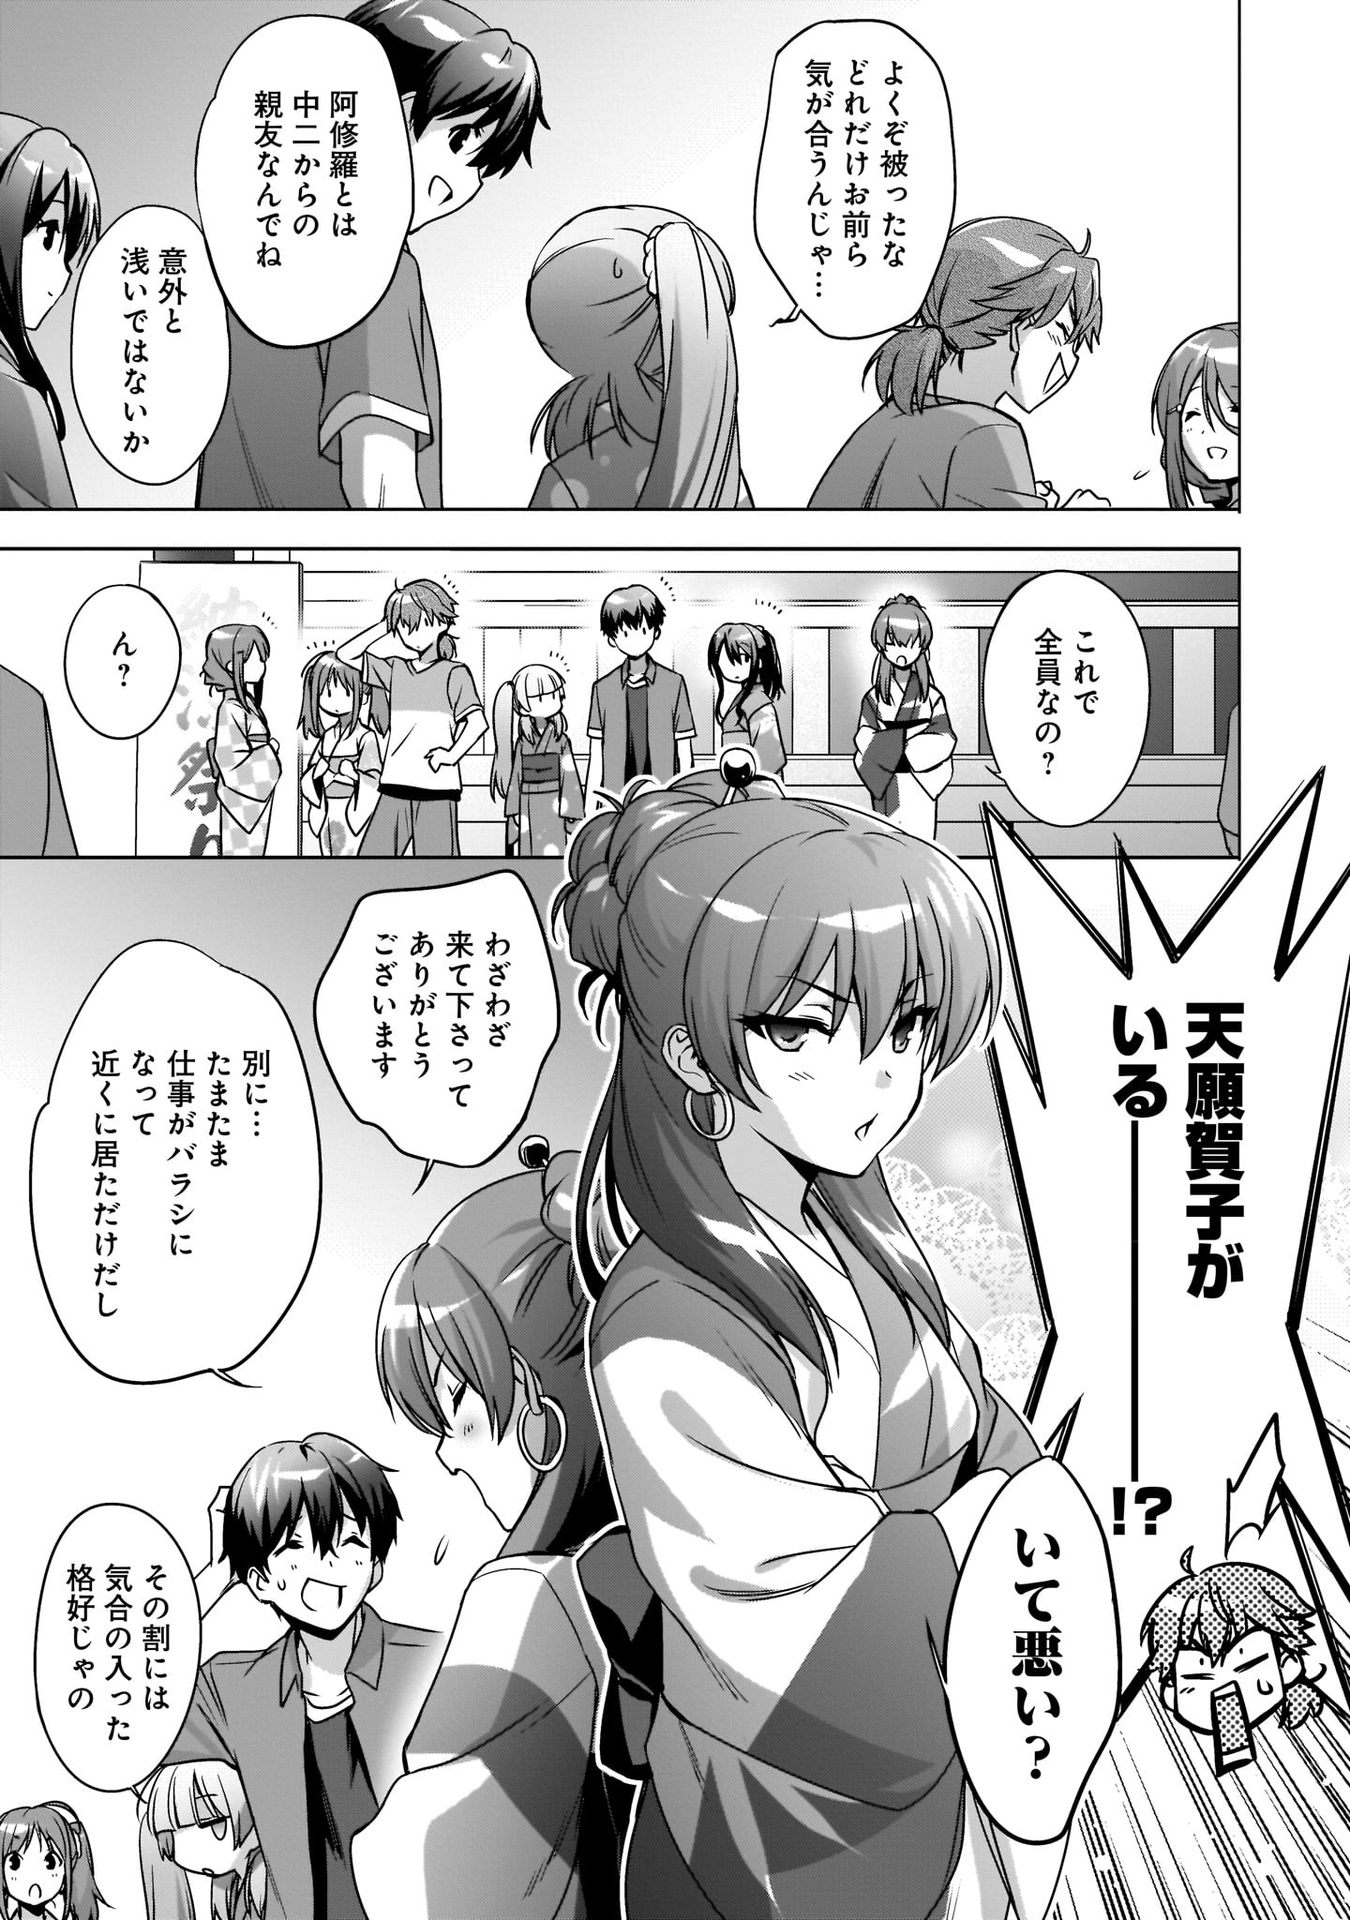 よくぞ被ったな
どれだけお前ら
気が合うんじゃ…
阿修羅とは
中二からの
親友なんでね
意外と
浅いではないか
これで
全員なの?
ん?
天願賀子が
いる――――!?
いて悪い?
わざわざ
来て下さって
ありがとう
ございます
別に…
たまたま
仕事がバラシに
なって
近くに居ただけだし
その割には
気合の入った
格好じゃの